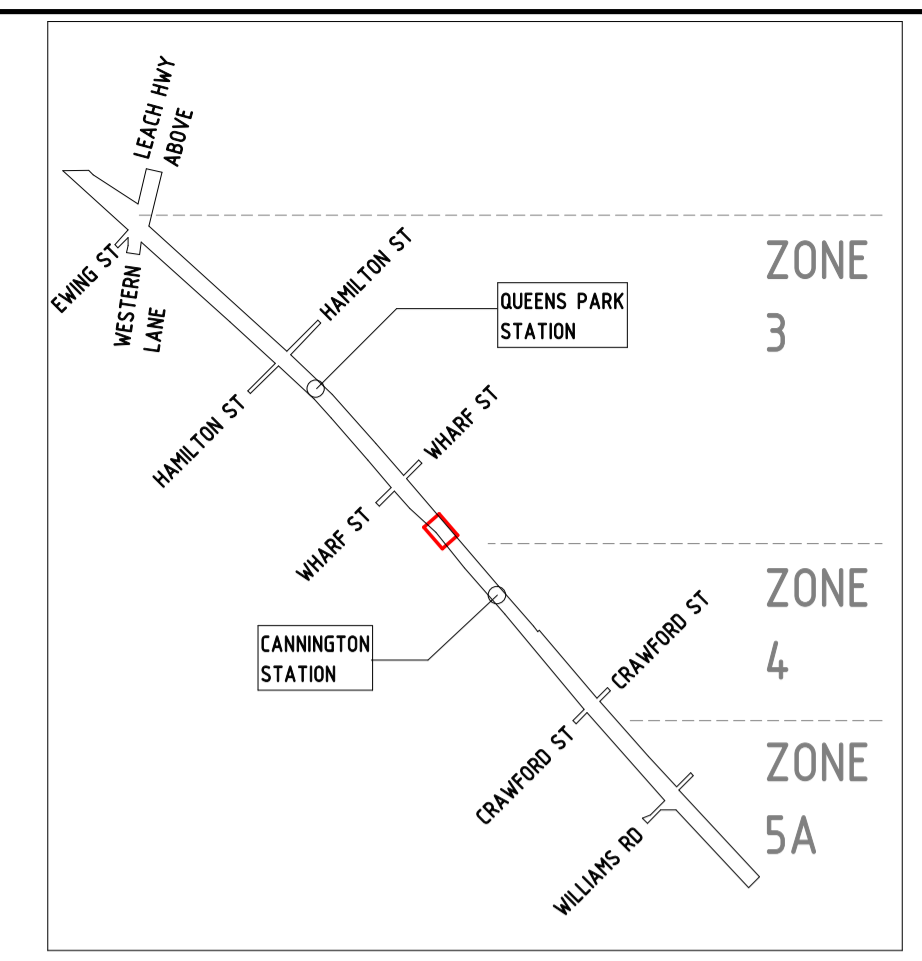 LEACH HWY
ABOVE
EWING ST
WESTERN
LANE
HAMILTON ST
ZONE
3
QUEENS PARK
STATION
HAMILTON ST
WHARF ST
WHARF ST
ZONE
4
CANNINGTON
STATION
CRAWFORD ST
CRAWFORD ST
ZONE
5A
WILLIAMS RD